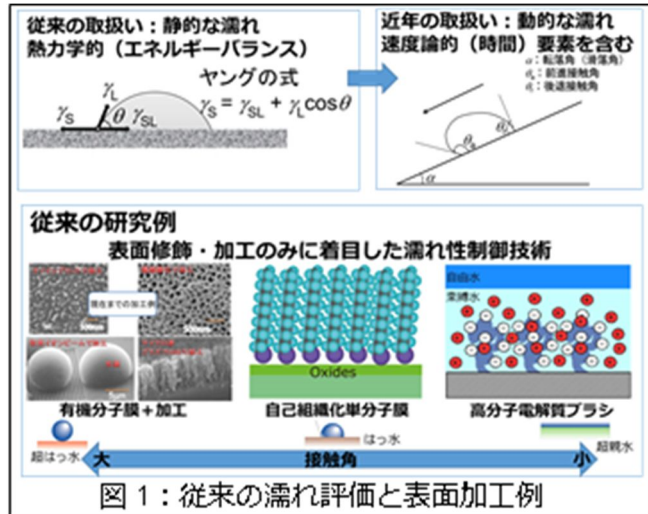 従来の取扱い：静的な濡れ
熱力学的（エネルギーバランス）
γL
ヤングの式
γS θ γSL
γS = γSL + γLcosθ
近年の取扱い：動的な濡れ
速度論的（時間）要素を含む
α：転落角（滑落角）
：前進接触角
：後退接触角
α
従来の研究例
表面修飾・加工のみに着目した濡れ性制御技術
現在までの加工例
Oxides
自由水
束縛水
有機分子膜＋加工
自己組織化単分子膜
高分子電解質ブラシ
超はっ水
はっ水
超親水
大
接触角
小
図１：従来の濡れ評価と表面加工例